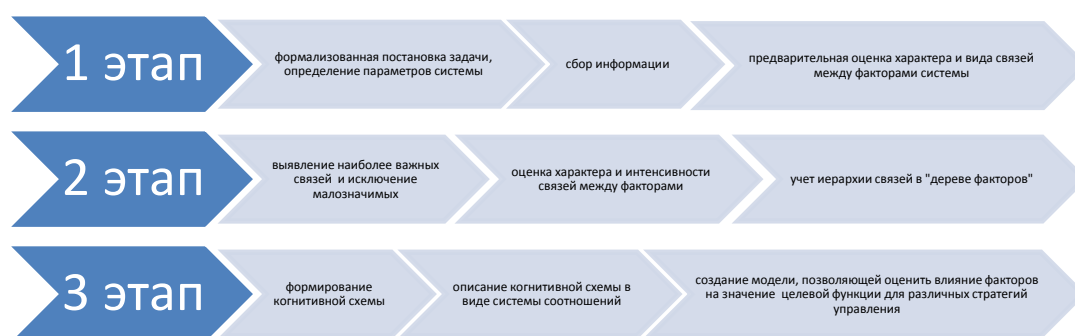 1 этап
формализованная постановка задачи,
определение параметров системы
сбор информации
предварительная оценка характера и вида связей
между факторами системы
2 этап
выявление наиболее важных
связей и исключение
малозначимых
оценка характера и интенсивности
связей между факторами
учет иерархии связей в "дереве факторов"
3 этап
формирование
когнитивной схемы
описание когнитивной схемы в
виде системы соотношений
создание модели, позволяющей оценить влияние факторов
на значение целевой функции для различных стратегий
управления